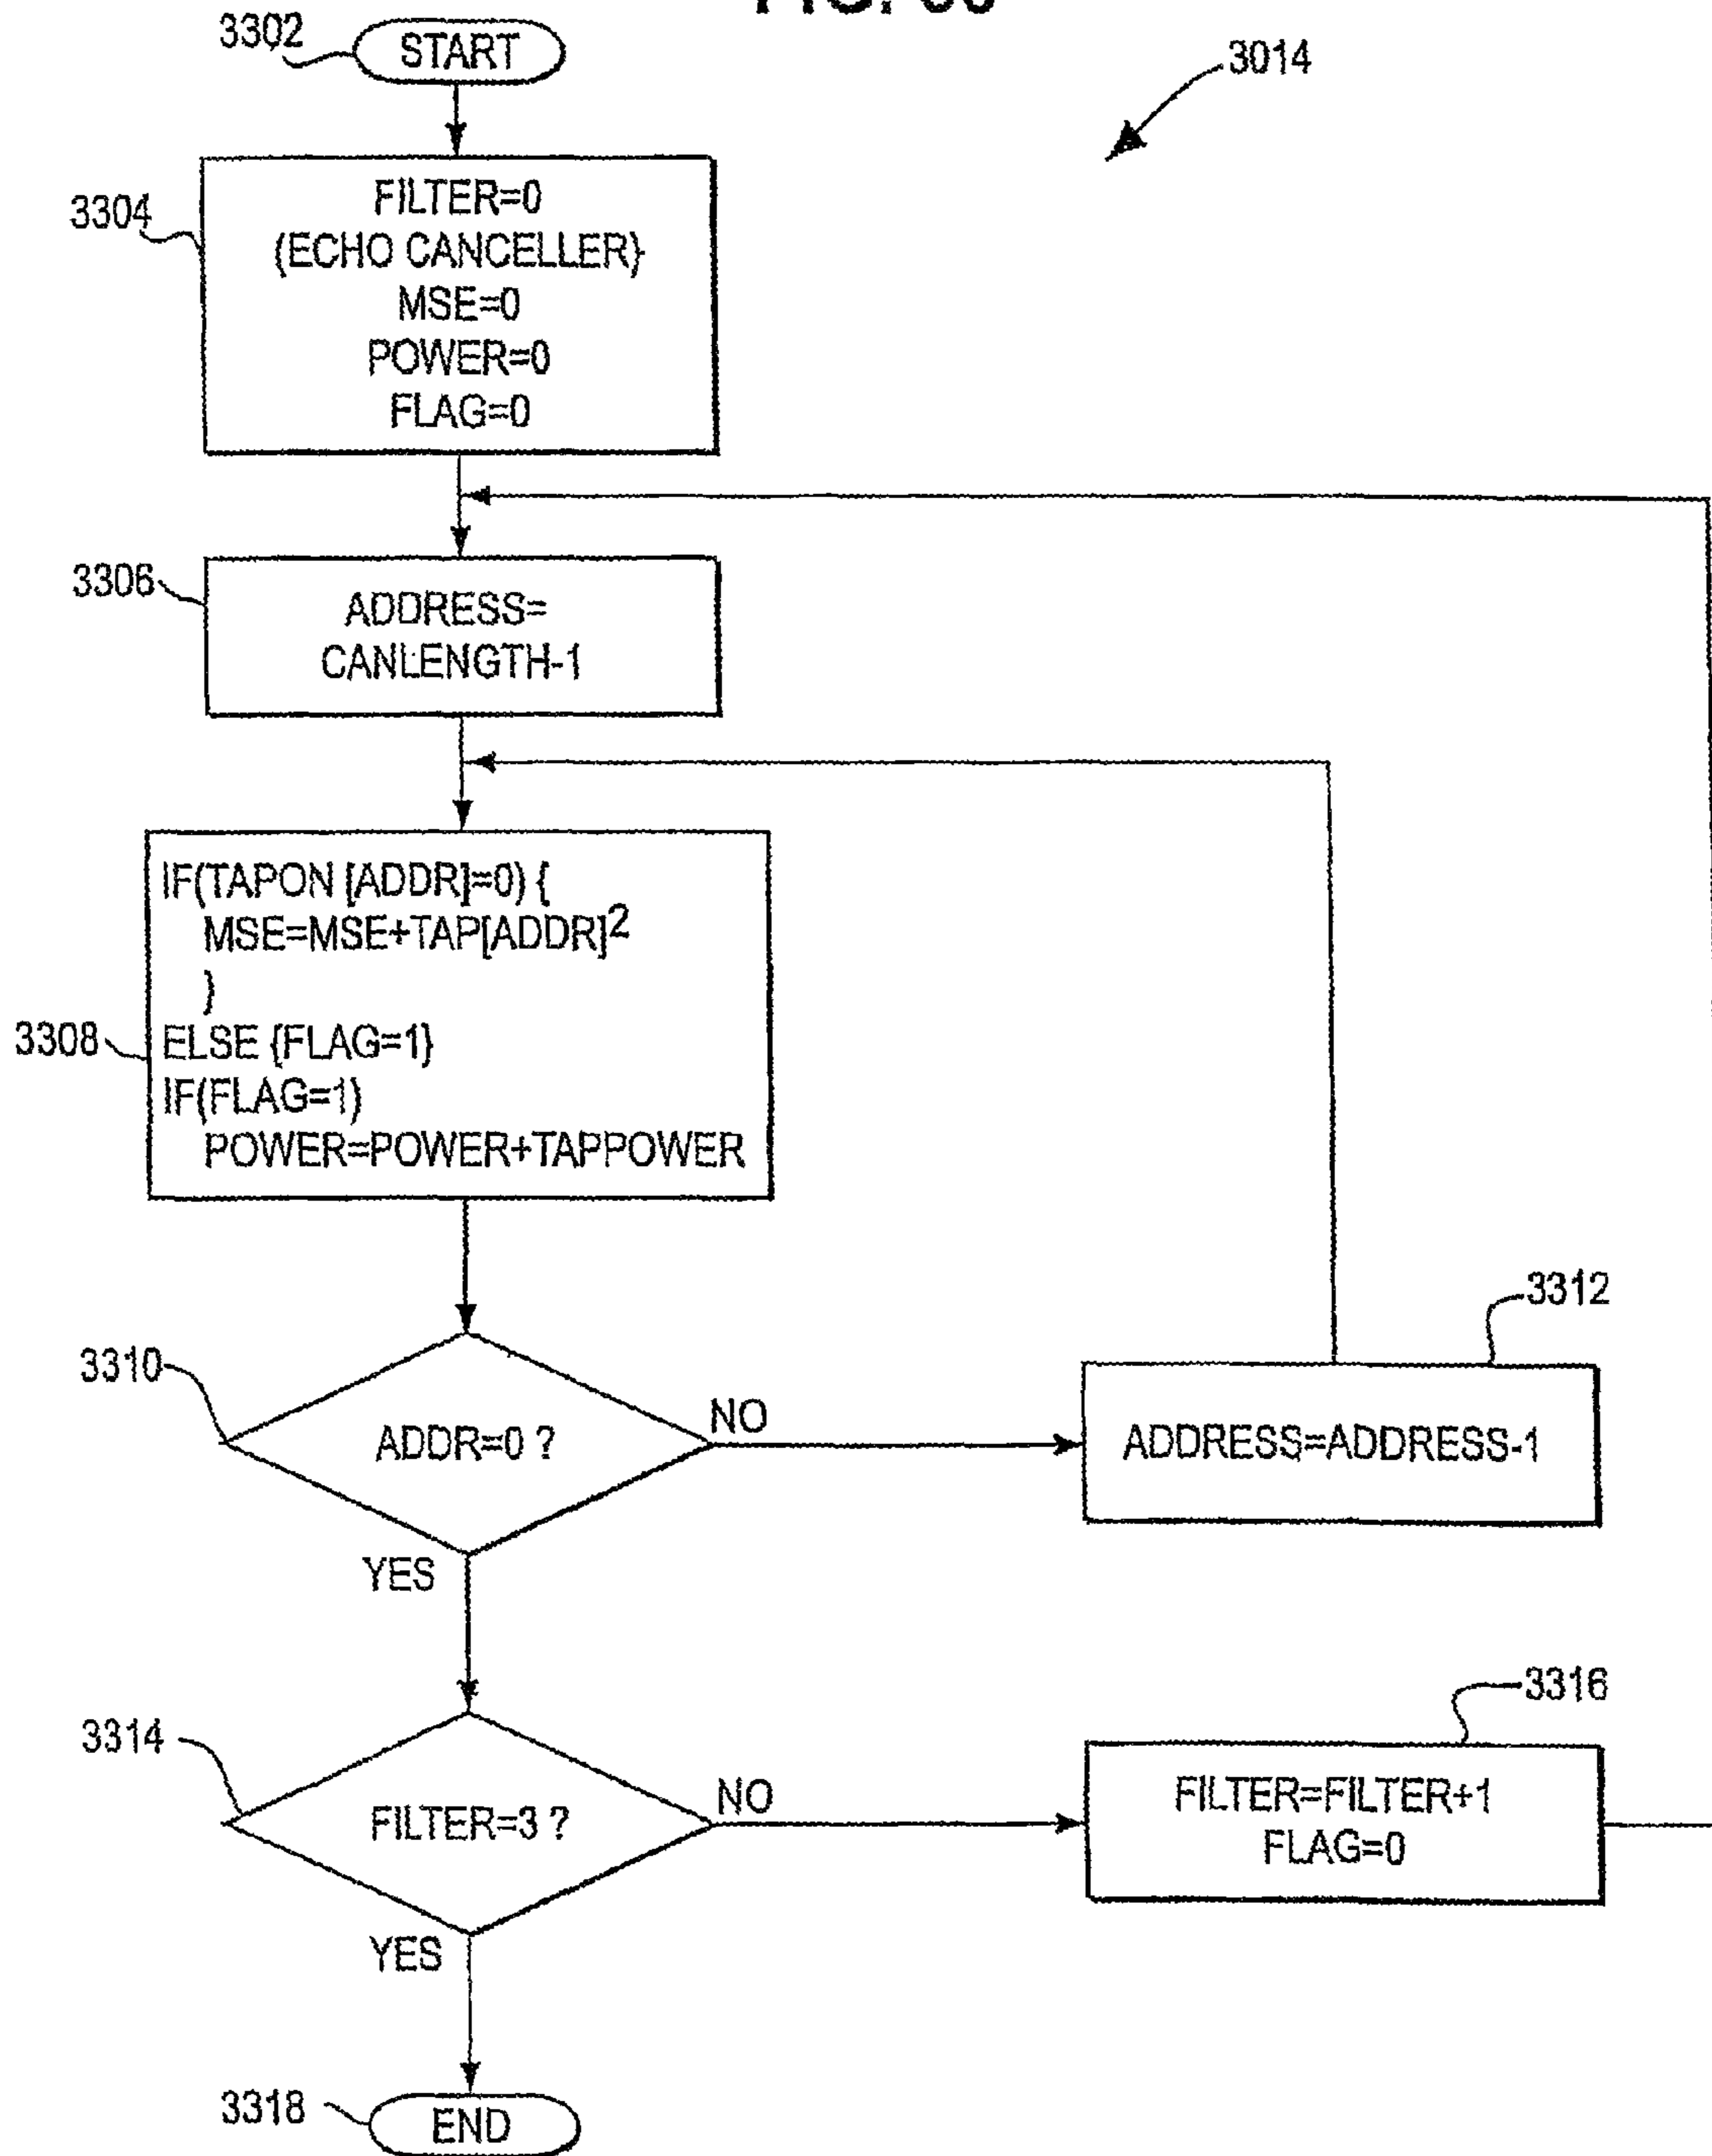 3302
START
3014
3304
FILTER=0
(ECHO CANCELLER)
MSE=0
POWER=0
FLAG=0
3306
ADDRESS=
CANLENGTH-1
3308
IF(TAPON [ADDR]=0) {
MSE=MSE+TAP[ADDR]2
}
ELSE {FLAG=1}
IF(FLAG=1)
POWER=POWER+TAPPOWER
3310
ADDR=0 ?
NO
3312
ADDRESS=ADDRESS-1
YES
3314
FILTER=3 ?
NO
3316
FILTER=FILTER+1
FLAG=0
YES
3318
END